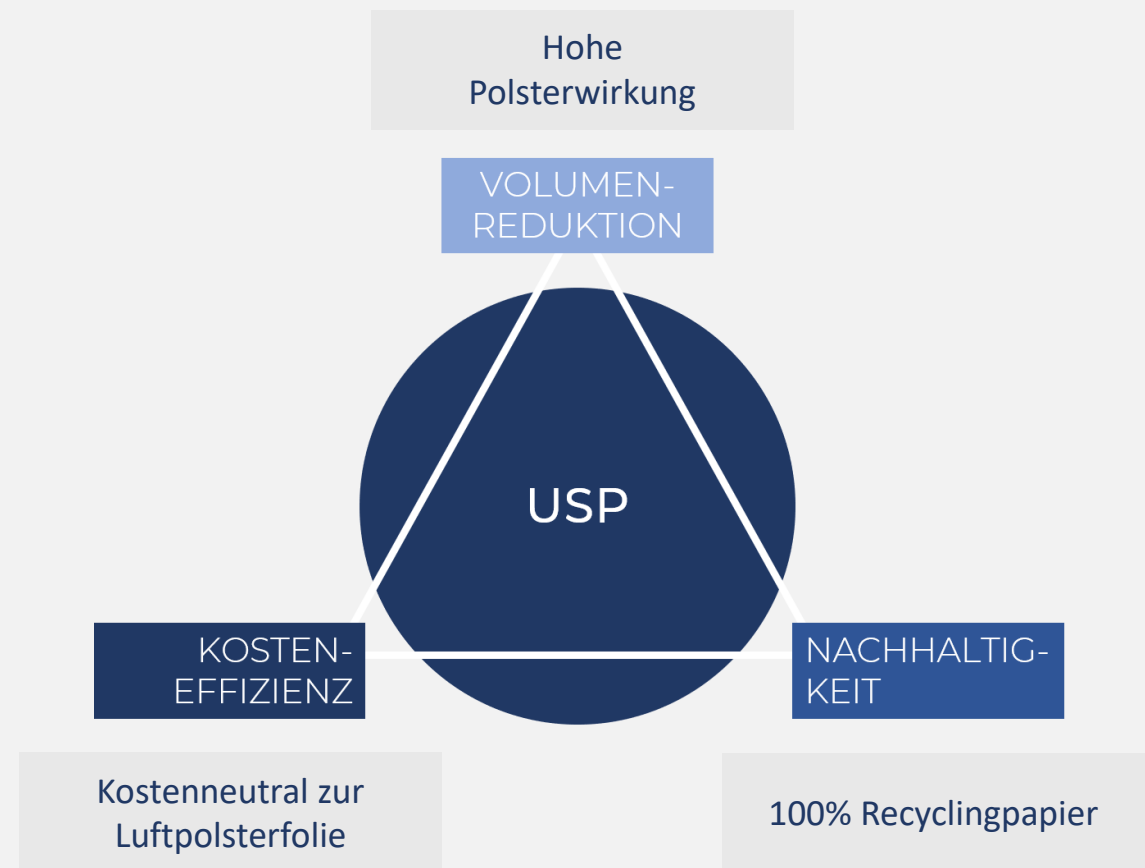 Hohe
Polsterwirkung
VOLUMEN-
REDUKTION
USP
KOSTEN-
EFFIZIENZ
NACHHALTIG-
KEIT
Kostenneutral zur
Luftpolsterfolie
100% Recyclingpapier